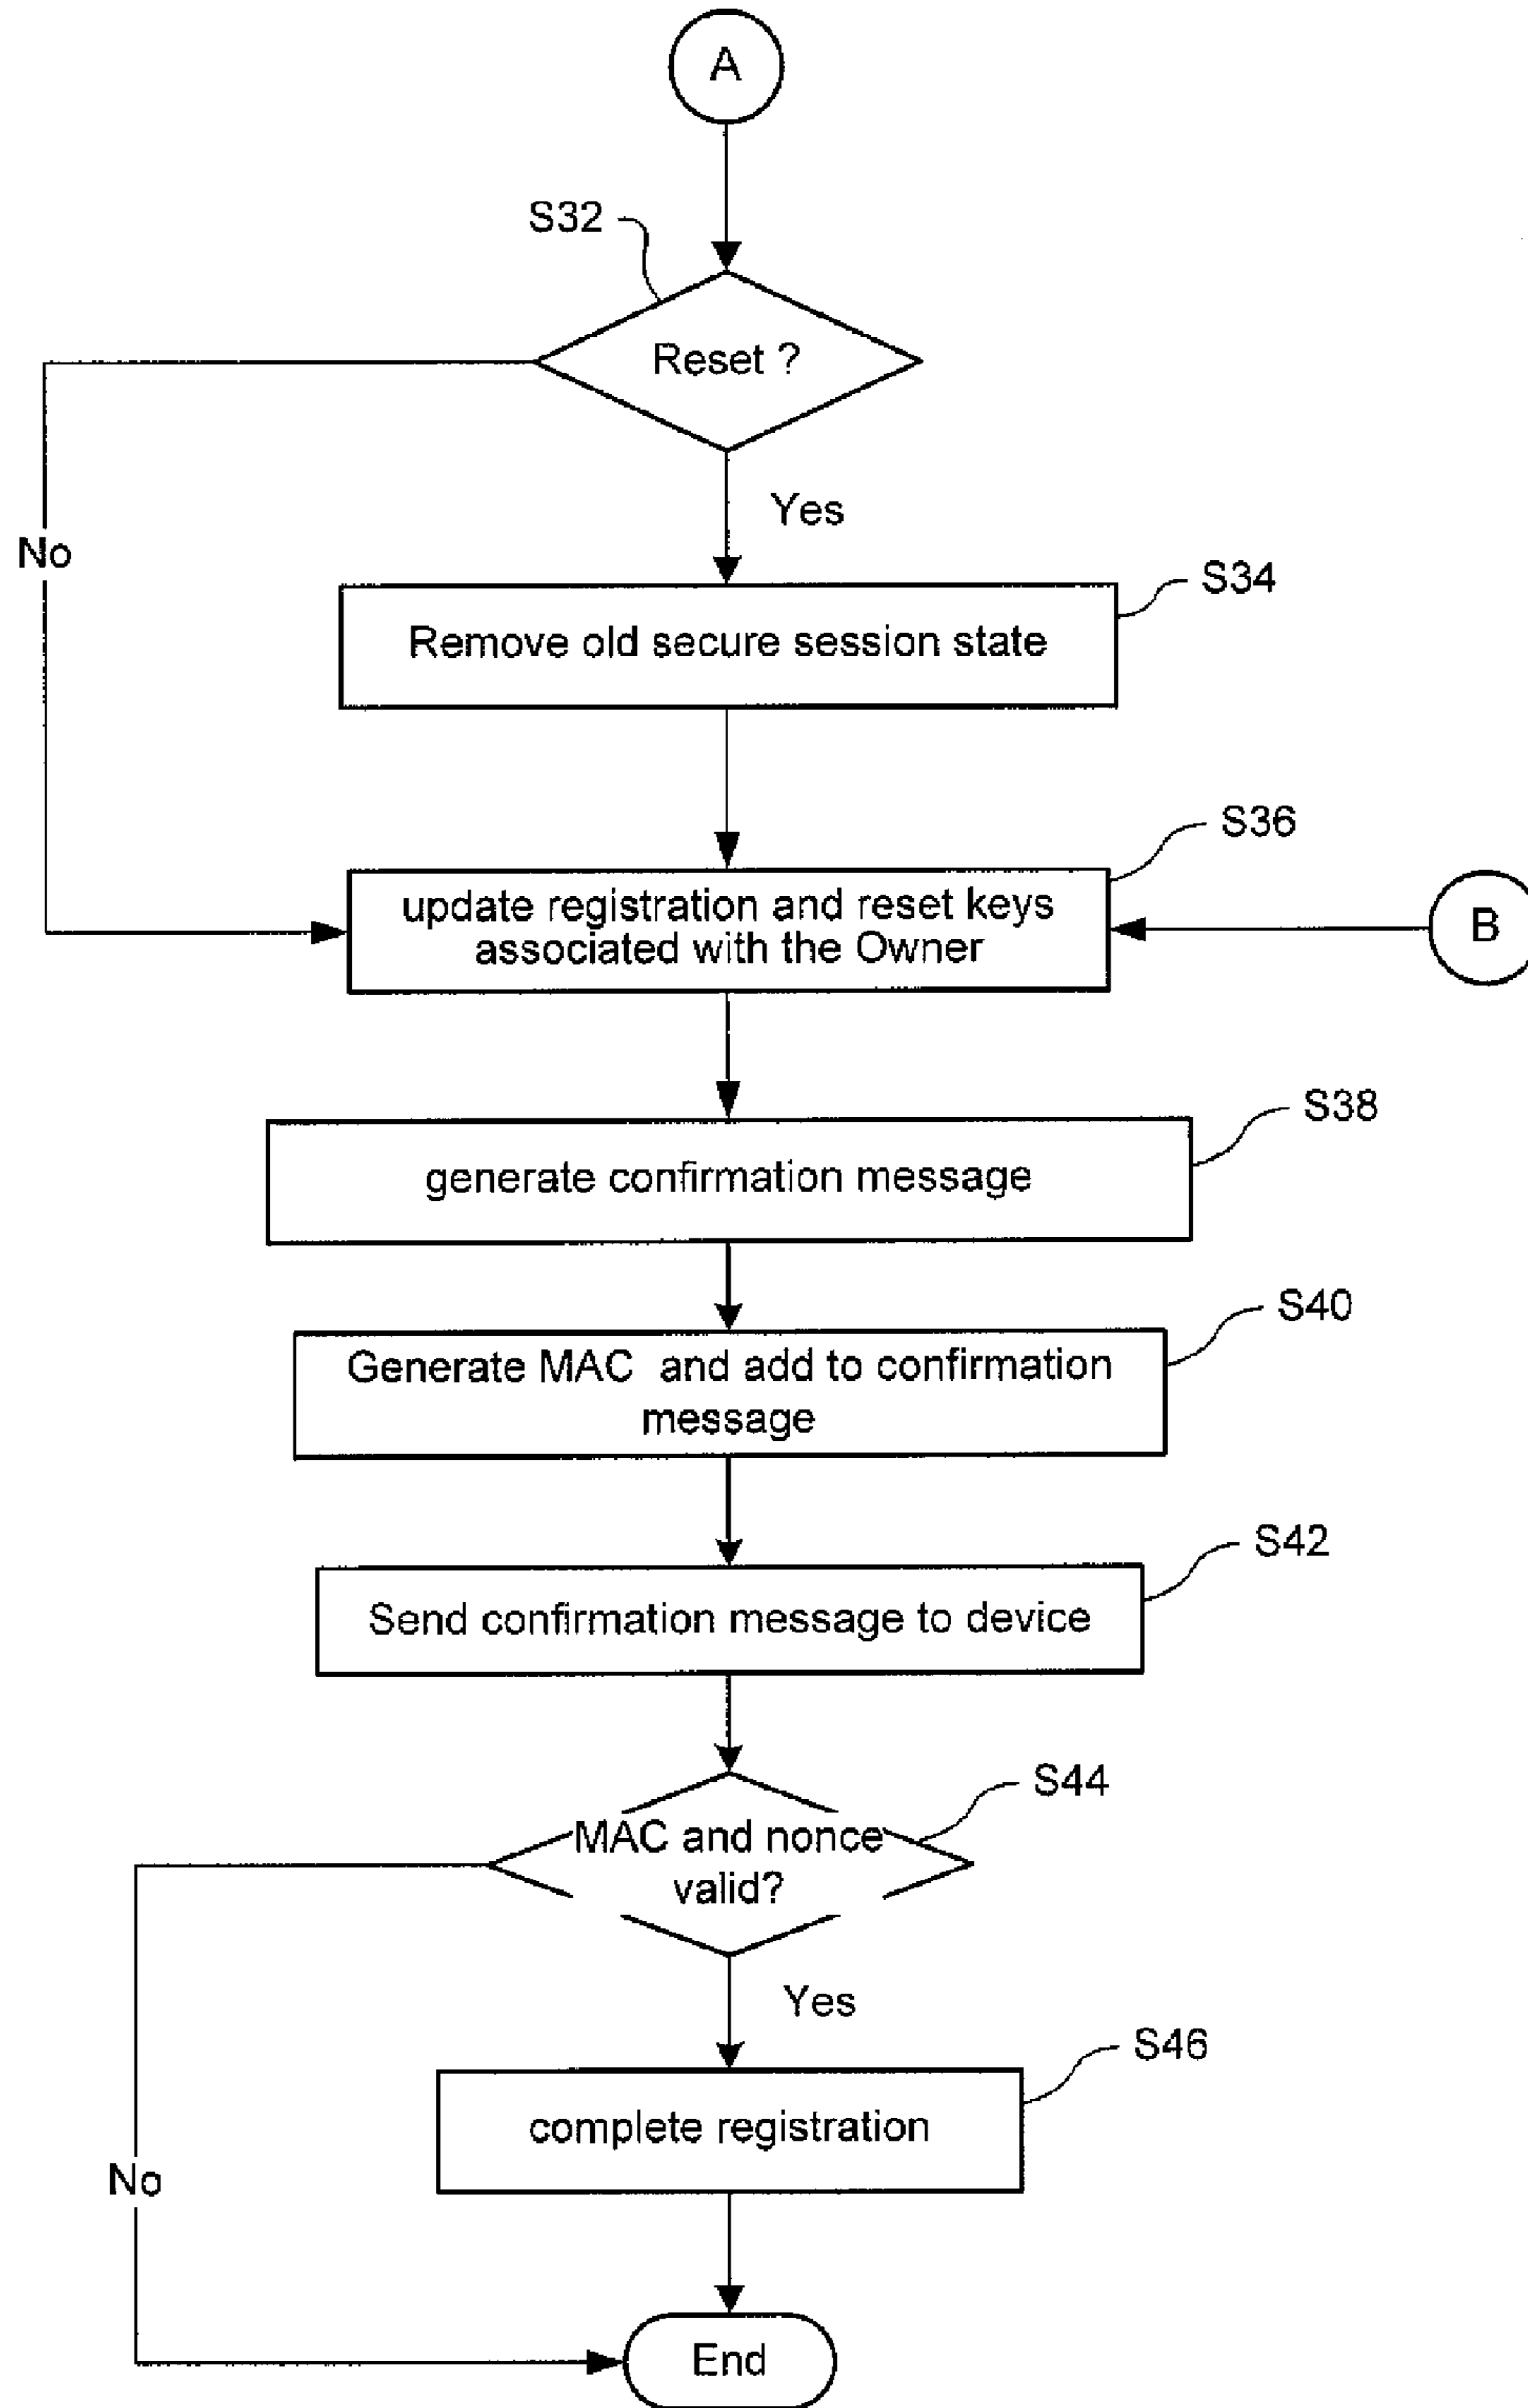 A
S32
Reset ?
Yes
No
S34
Remove old secure session state
S36
update registration and reset keys
associated with the Owner
B
S38
generate confirmation message
S40
Generate MAC and add to confirmation
message
S42
Send confirmation message to device
S44
MAC and nonce
valid?
Yes
S46
complete registration
No
End